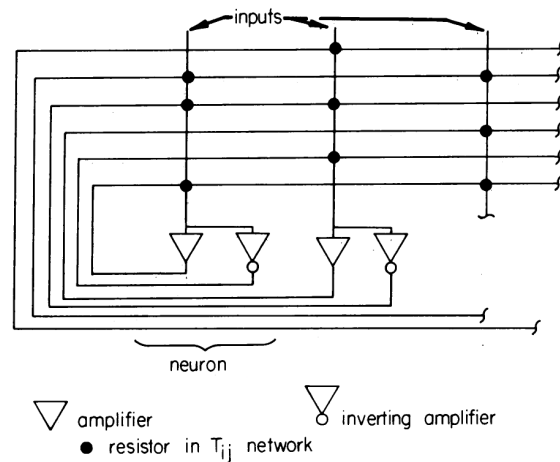 inputs
neuron
amplifier
inverting amplifier
resistor in Tij network